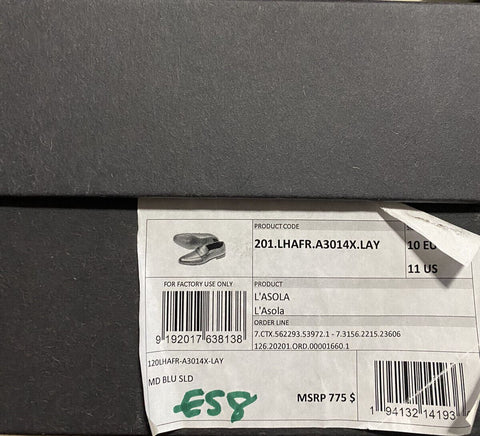 PRODUCT CODE
201.LHAFR.A3014X.LAY
10 EU
11 US
FOR FACTORY USE ONLY
9 192017 638138
PRODUCT
L'ASOLA
L'Asola
ORDER LINE
7.CTX.562293.53972.1 - 7.3156.2215.23606
126.20201.ORD.00001660.1
120LHAFR-A3014X-LAY
MD BLU SLD
E58
MSRP 775 $
1 94132 14193